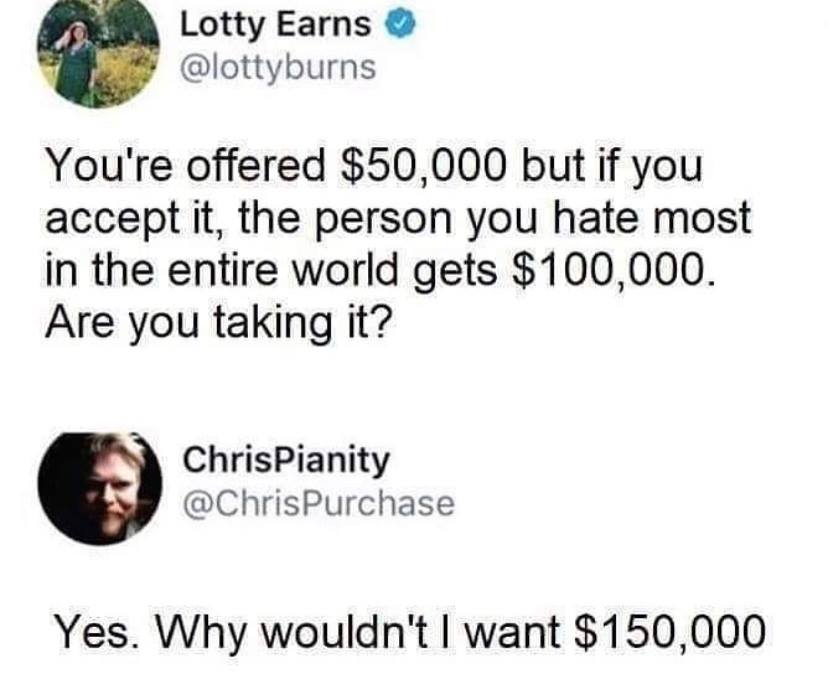 Lotty Earns
@lottyburns
You're offered $50,000 but if you
accept it, the person you hate most
in the entire world gets $100,000.
Are you taking it?
ChrisPianity
@ChrisPurchase
Yes. Why wouldn't I want $150,000